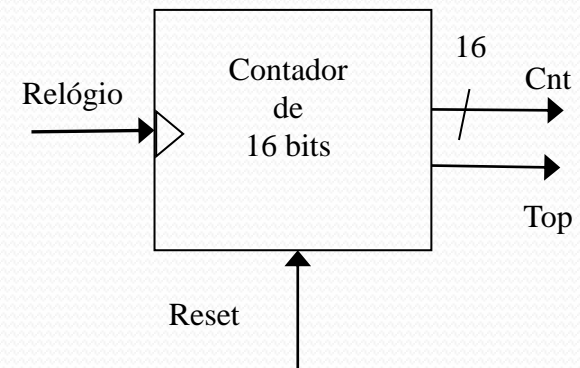 Relógio
Contador
de
16 bits
16
Cnt
Top
Reset